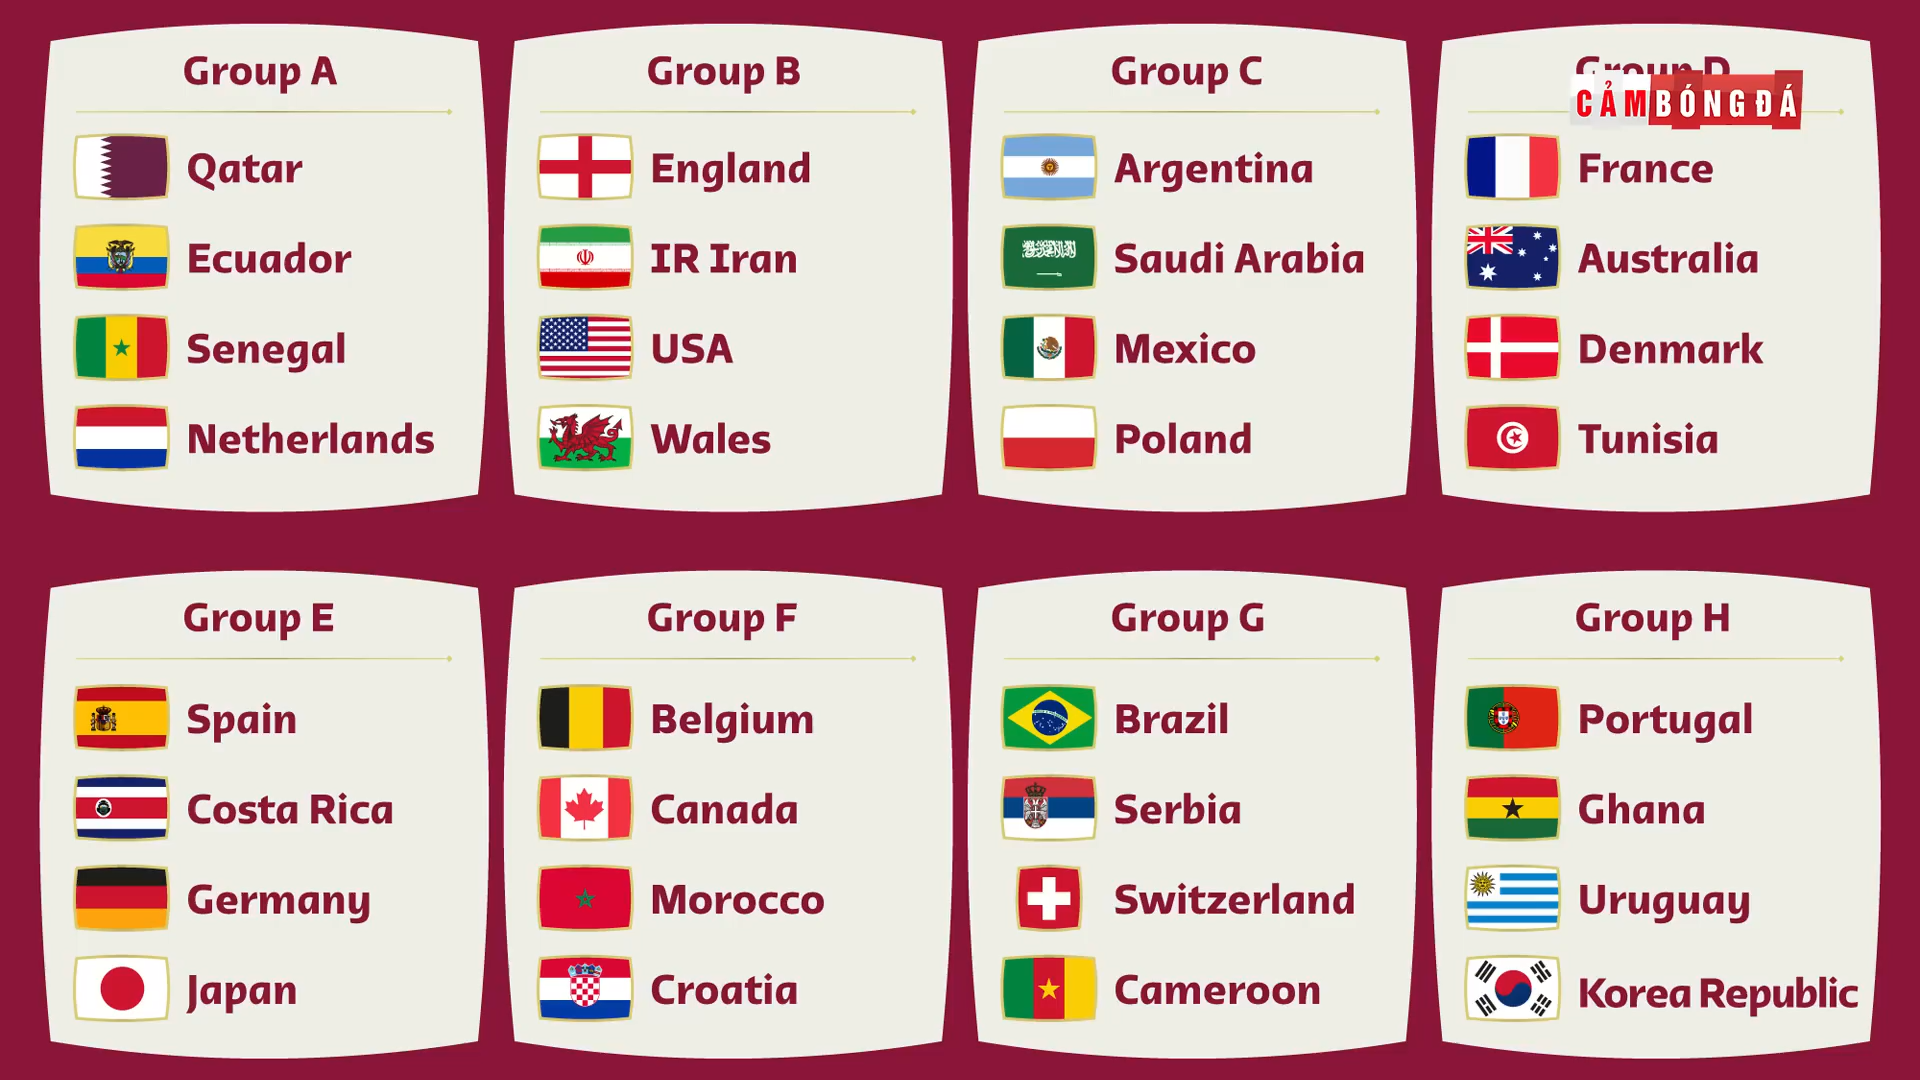 Group A
Qatar
Ecuador
Senegal
Netherlands
Group B
England
IR Iran
USA
Wales
Group C
Argentina
Saudi Arabia
Mexico
Poland
Group D
CẢM BÓNG ĐÁ
France
Australia
Denmark
Tunisia
Group E
Spain
Costa Rica
Germany
Japan
Group F
Belgium
Canada
Morocco
Croatia
Group G
Brazil
Serbia
Switzerland
Cameroon
Group H
Portugal
Ghana
Uruguay
Korea Republic